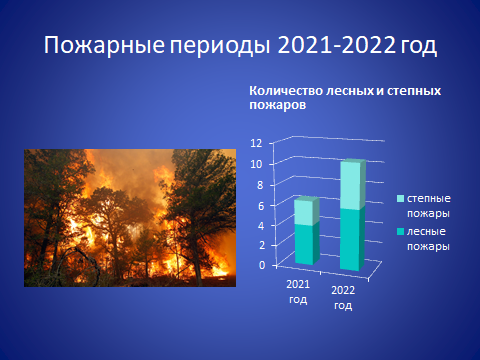 Пожарные периоды 2021-2022 год
Количество лесных и степных
пожаров
12
10
8
6
4
2
0
2021
год
2022
год
степные
пожары
лесные
пожары